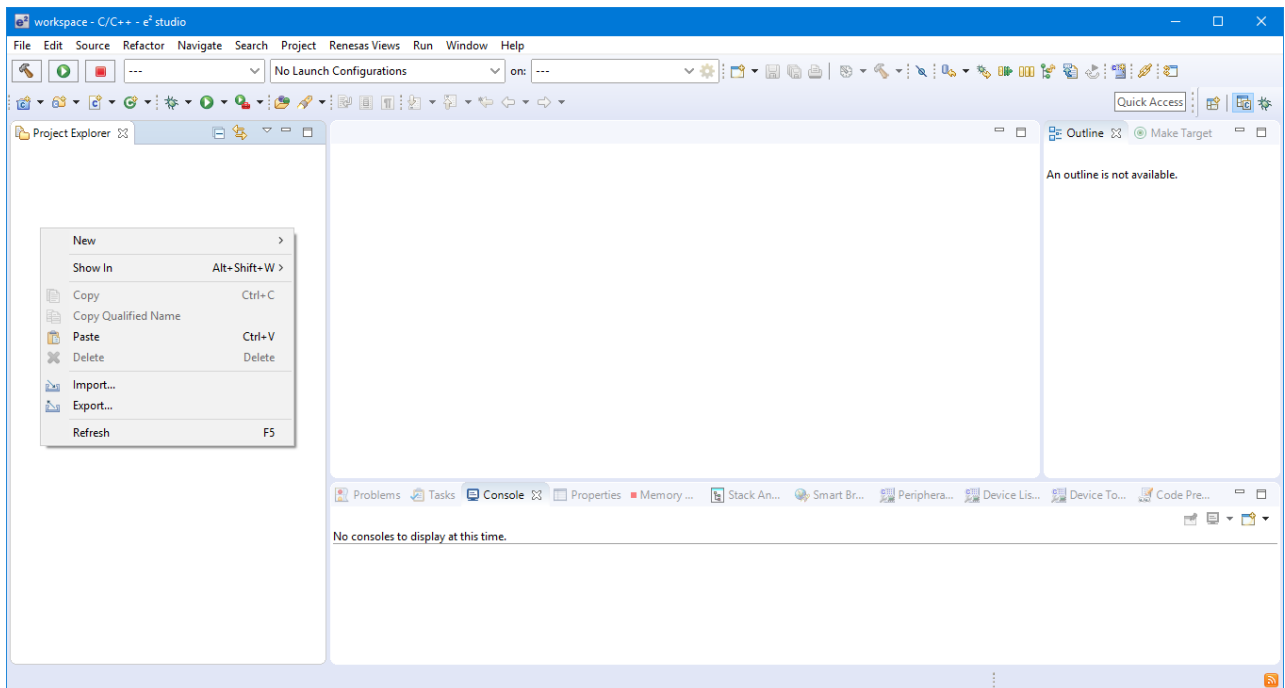 workspace - C/C++ - e² studio
File Edit Source Refactor Navigate Search Project Renesas Views Run Window Help
--- No Launch Configurations on: ---
Quick Access
Project Explorer
Outline Make Target
An outline is not available.
New
Show In Alt+Shift+W
Copy Ctrl+C
Copy Qualified Name
Paste Ctrl+V
Delete Delete
Import...
Export...
Refresh F5
Problems Tasks Console Properties Memory ... Stack An... Smart Br... Periphera... Device Lis... Device To... Code Pre...
No consoles to display at this time.